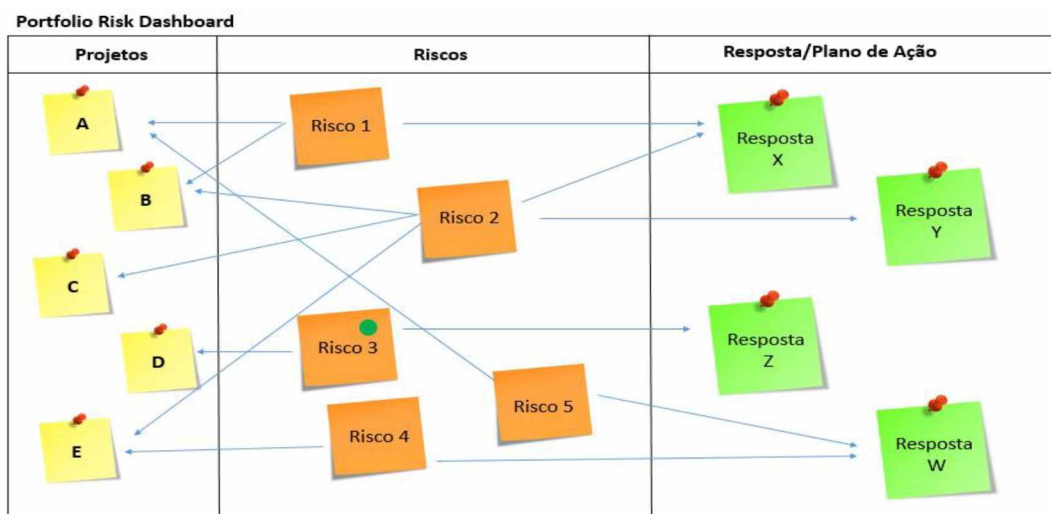 Portfolio Risk Dashboard
Projetos
Riscos
Resposta/Plano de Ação
A
Risco 1
Resposta
X
B
Risco 2
Resposta
Y
C
D
Risco 3
Resposta
Z
E
Risco 4
Risco 5
Resposta
W